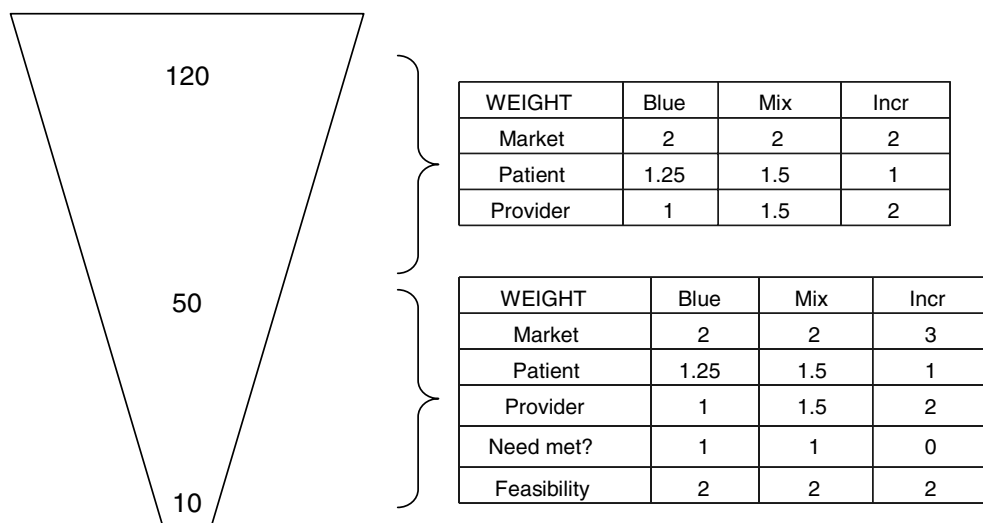 120
50
10
WEIGHT Blue Mix Incr
Market 2 2 2
Patient 1.25 1.5 1
Provider 1 1.5 2
WEIGHT Blue Mix Incr
Market 2 2 3
Patient 1.25 1.5 1
Provider 1 1.5 2
Need met? 1 1 0
Feasibility 2 2 2